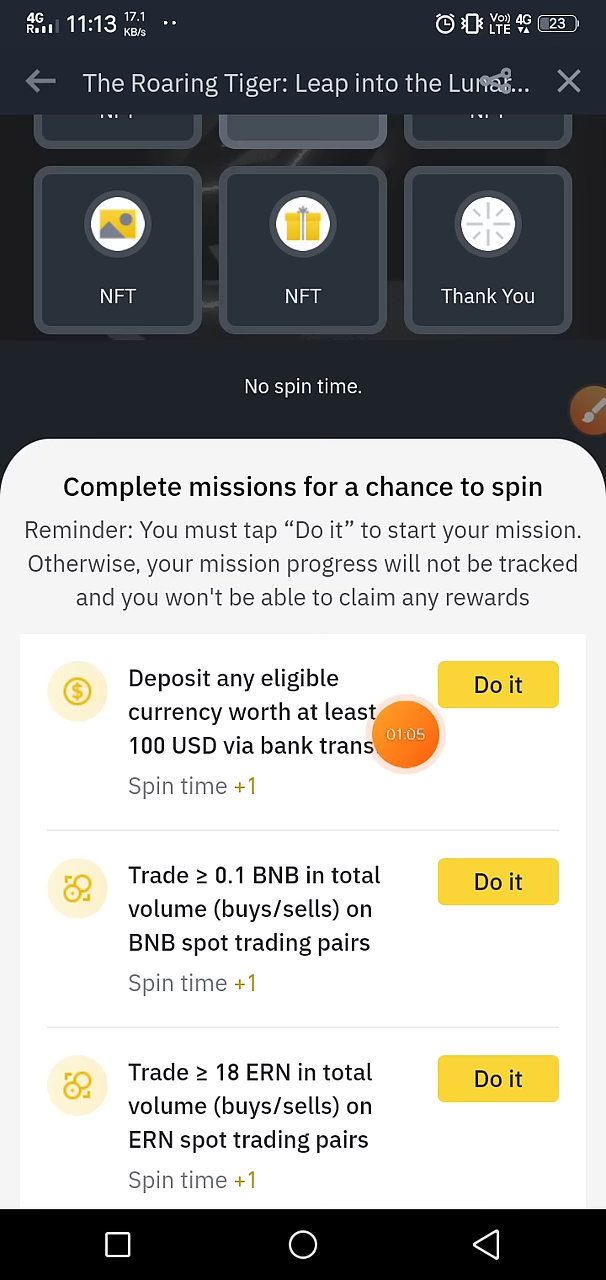 4G
R
11:13
17.1
KB/s
Vo))
LTE
4G
23
The Roaring Tiger: Leap into the Lunar...
NFT
NFT
NFT
NFT
Thank You
No spin time.
Complete missions for a chance to spin
Reminder: You must tap “Do it” to start your mission.
Otherwise, your mission progress will not be tracked
and you won't be able to claim any rewards
Deposit any eligible
currency worth at least
100 USD via bank trans
Spin time +1
Do it
01:05
Trade ≥ 0.1 BNB in total
volume (buys/sells) on
BNB spot trading pairs
Spin time +1
Do it
Trade ≥ 18 ERN in total
volume (buys/sells) on
ERN spot trading pairs
Spin time +1
Do it